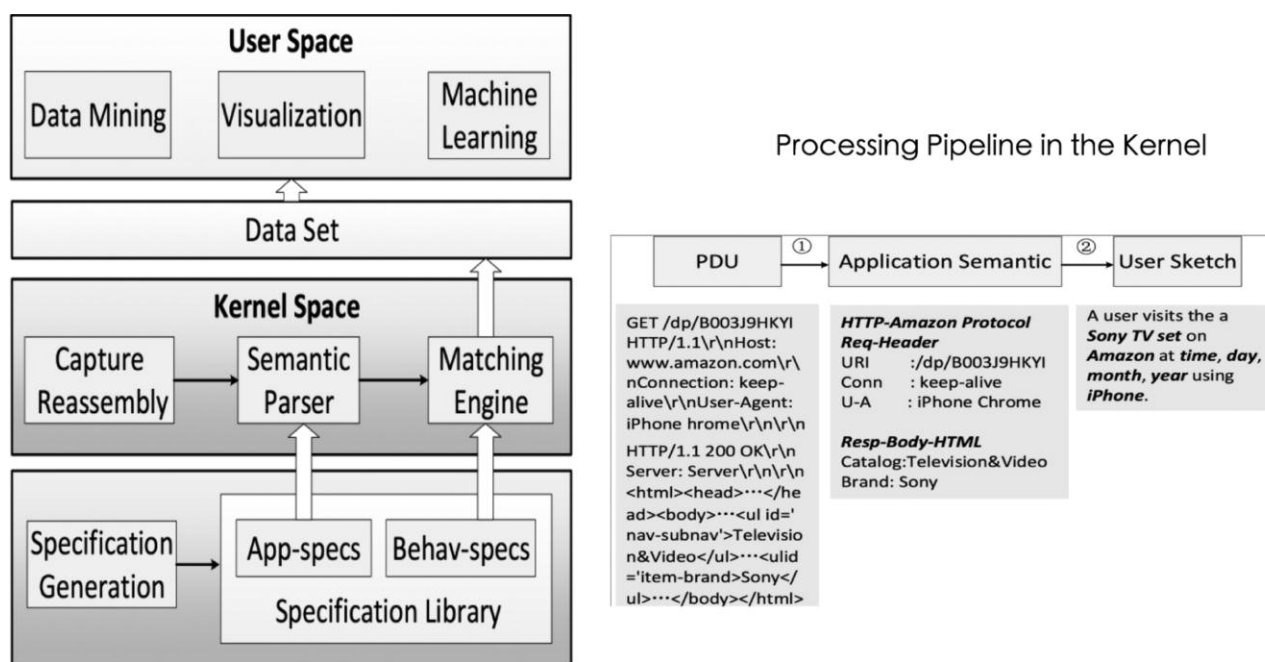 User Space
Data Mining
Visualization
Machine
Learning
Data Set
Kernel Space
Capture
Reassembly
Semantic
Parser
Matching
Engine
Specification
Generation
App-specs
Behav-specs
Specification Library
Processing Pipeline in the Kernel
PDU
①
Application Semantic
②
User Sketch
GET /dp/B003J9HKYI
HTTP/1.1\r\nHost:
www.amazon.com\r\
nConnection: keep-
alive\r\nUser-Agent:
iPhone hrome\r\n\r\n
HTTP/1.1 200 OK\r\n
Server: Server\r\n\r\n
<html><head>···</he
ad><body>···<ul id='
nav-subnav'>Televisio
n&Video</ul>···<ulid
='item-brand>Sony</
ul>···</body></html>
HTTP-Amazon Protocol
Req-Header
URI :/dp/B003J9HKYI
Conn : keep-alive
U-A : iPhone Chrome
Resp-Body-HTML
Catalog:Television&Video
Brand: Sony
A user visits the a
Sony TV set on
Amazon at time, day,
month, year using
iPhone.